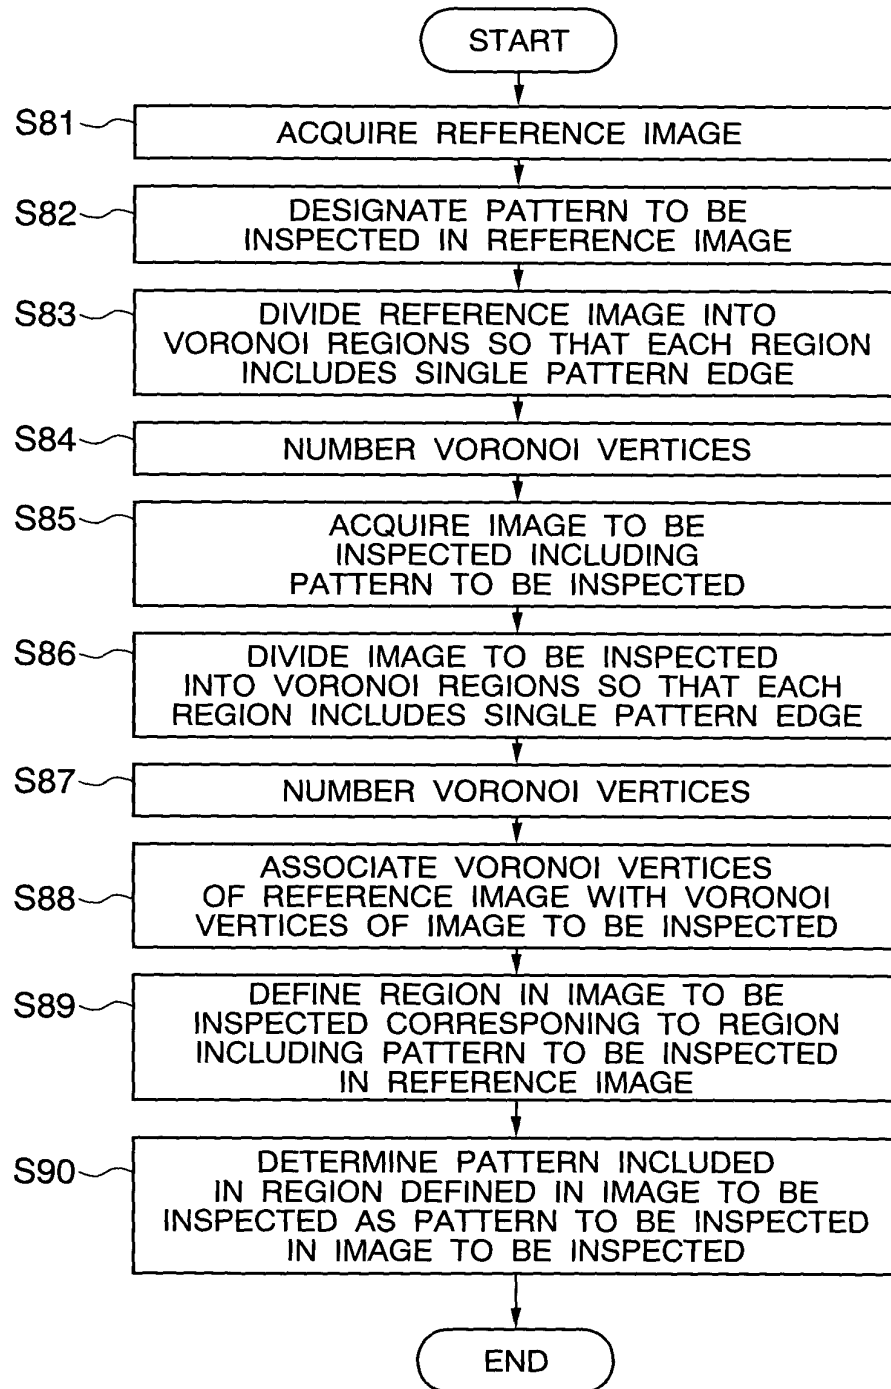 START
S81
ACQUIRE REFERENCE IMAGE
S82
DESIGNATE PATTERN TO BE
INSPECTED IN REFERENCE IMAGE
S83
DIVIDE REFERENCE IMAGE INTO
VORONOI REGIONS SO THAT EACH REGION
INCLUDES SINGLE PATTERN EDGE
S84
NUMBER VORONOI VERTICES
S85
ACQUIRE IMAGE TO BE
INSPECTED INCLUDING
PATTERN TO BE INSPECTED
S86
DIVIDE IMAGE TO BE INSPECTED
INTO VORONOI REGIONS SO THAT EACH
REGION INCLUDES SINGLE PATTERN EDGE
S87
NUMBER VORONOI VERTICES
S88
ASSOCIATE VORONOI VERTICES
OF REFERENCE IMAGE WITH VORONOI
VERTICES OF IMAGE TO BE INSPECTED
S89
DEFINE REGION IN IMAGE TO BE
INSPECTED CORRESPONING TO REGION
INCLUDING PATTERN TO BE INSPECTED
IN REFERENCE IMAGE
S90
DETERMINE PATTERN INCLUDED
IN REGION DEFINED IN IMAGE TO BE
INSPECTED AS PATTERN TO BE INSPECTED
IN IMAGE TO BE INSPECTED
END